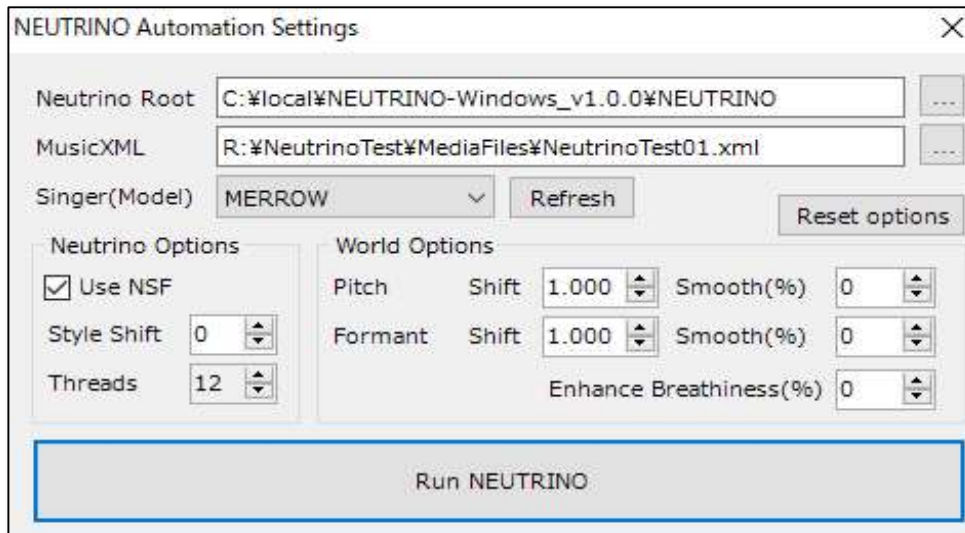 NEUTRINO Automation Settings
Neutrino Root C:¥local¥NEUTRINO-Windows_v1.0.0¥NEUTRINO ...
MusicXML R:¥NeutrinoTest¥MediaFiles¥NeutrinoTest01.xml ...
Singer(Model) MERROW Refresh
Reset options
Neutrino Options World Options
Use NSF Pitch Shift 1.000 Smooth(%) 0
Style Shift 0 Formant Shift 1.000 Smooth(%) 0
Threads 12 Enhance Breathiness(%) 0
Run NEUTRINO